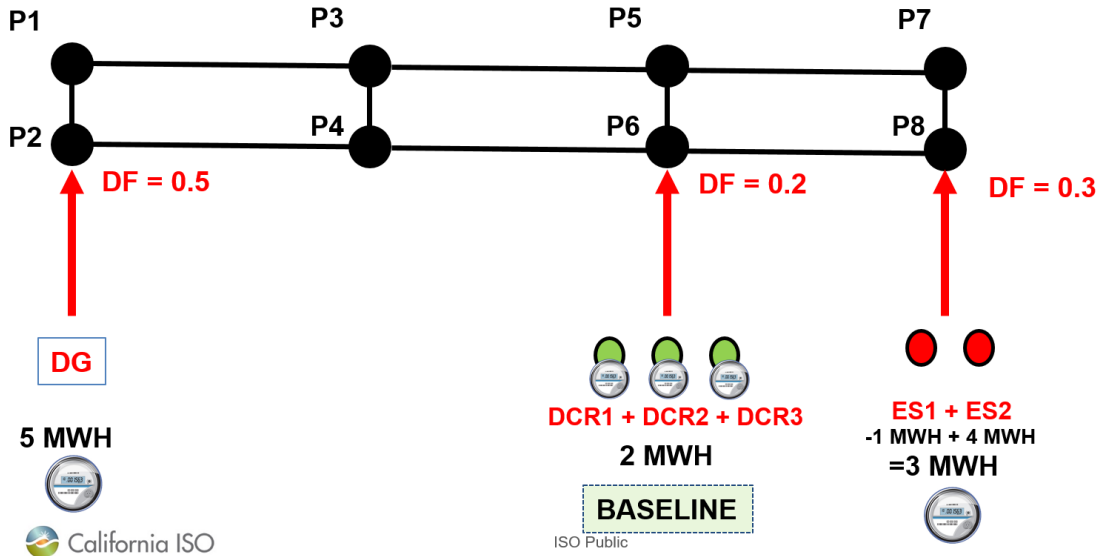 P1
P3
P5
P7
P2
P4
P6
P8
DF = 0.5
DF = 0.2
DF = 0.3
DG
DCR1 + DCR2 + DCR3
ES1 + ES2
-1 MWH + 4 MWH
5 MWH
2 MWH
=3 MWH
BASELINE
California ISO
ISO Public